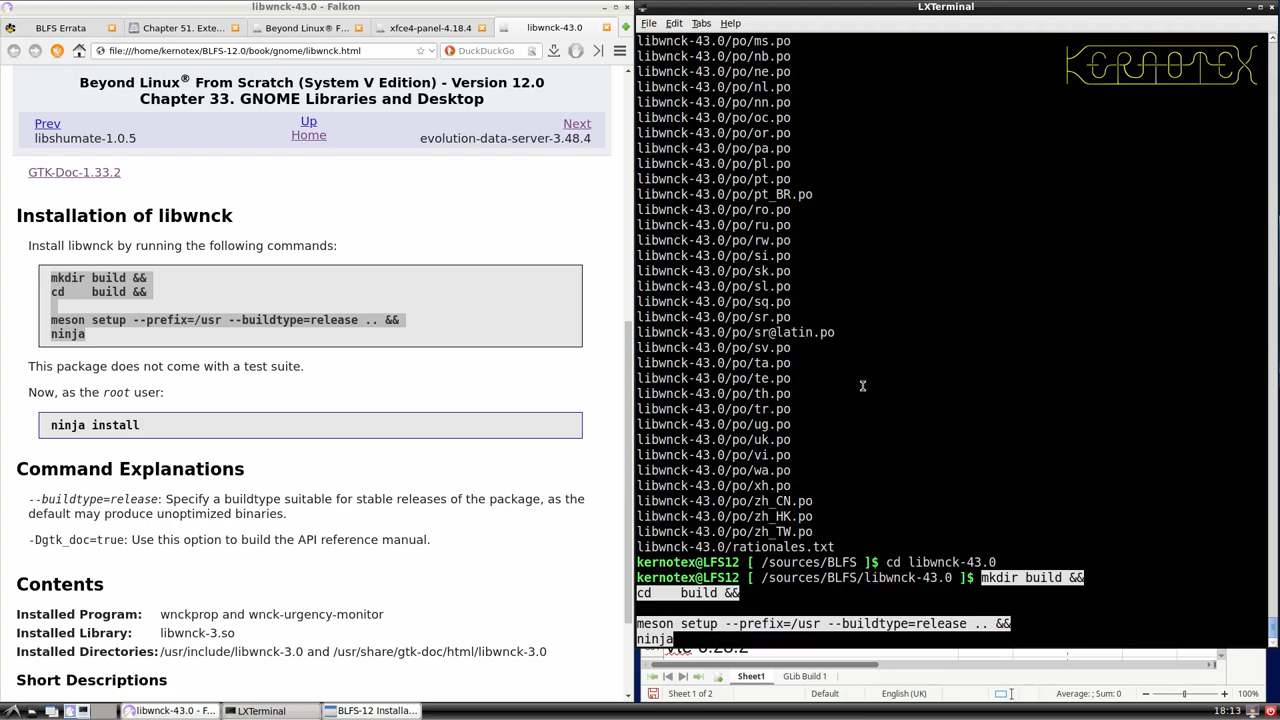 libwnck-43.0 - Falkon
BLFS Errata
Chapter 51: Exte...
Beyond Linux® F...
xfce4-panel-4.18.4
libwnck-43.0
file:///home/kernotex/BLFS-12.0/book/gnome/libwnck.html
DuckDuckGo
Beyond Linux® From Scratch (System V Edition) - Version 12.0
Chapter 33. GNOME Libraries and Desktop
Prev
Up
Next
libshumate-1.0.5
Home
evolution-data-server-3.48.4
GTK-Doc-1.33.2
Installation of libwnck
Install libwnck by running the following commands:
mkdir build &&
cd    build &&
meson setup --prefix=/usr --buildtype=release .. &&
ninja
This package does not come with a test suite.
Now, as the root user:
ninja install
Command Explanations
--buildtype=release: Specify a buildtype suitable for stable releases of the package, as the
default may produce unoptimized binaries.
-Dgtk_doc=true: Use this option to build the API reference manual.
Contents
Installed Program: wnckprop and wnck-urgency-monitor
Installed Library: libwnck-3.so
Installed Directories: /usr/include/libwnck-3.0 and /usr/share/gtk-doc/html/libwnck-3.0
Short Descriptions
LXTerminal
File Edit Tabs Help
KERNOTEX
libwnck-43.0/po/ms.po
libwnck-43.0/po/nb.po
libwnck-43.0/po/ne.po
libwnck-43.0/po/nl.po
libwnck-43.0/po/nn.po
libwnck-43.0/po/oc.po
libwnck-43.0/po/or.po
libwnck-43.0/po/pa.po
libwnck-43.0/po/pl.po
libwnck-43.0/po/pt.po
libwnck-43.0/po/pt_BR.po
libwnck-43.0/po/ro.po
libwnck-43.0/po/ru.po
libwnck-43.0/po/rw.po
libwnck-43.0/po/si.po
libwnck-43.0/po/sk.po
libwnck-43.0/po/sl.po
libwnck-43.0/po/sq.po
libwnck-43.0/po/sr.po
libwnck-43.0/po/sr@latin.po
libwnck-43.0/po/sv.po
libwnck-43.0/po/ta.po
libwnck-43.0/po/te.po
libwnck-43.0/po/th.po
libwnck-43.0/po/tr.po
libwnck-43.0/po/ug.po
libwnck-43.0/po/uk.po
libwnck-43.0/po/vi.po
libwnck-43.0/po/wa.po
libwnck-43.0/po/xh.po
libwnck-43.0/po/zh_CN.po
libwnck-43.0/po/zh_HK.po
libwnck-43.0/po/zh_TW.po
libwnck-43.0/rationales.txt
kernotex@LFS12 [ /sources/BLFS ]$ cd libwnck-43.0
kernotex@LFS12 [ /sources/BLFS/libwnck-43.0 ]$ mkdir build &&
cd    build &&
meson setup --prefix=/usr --buildtype=release .. &&
ninja
vte 0.28.2
Sheet1
GLib Build 1
Sheet 1 of 2
Default
English (UK)
Average: ; Sum: 0
100%
libwnck-43.0 - F...
LXTerminal
BLFS-12 Installa...
18:13